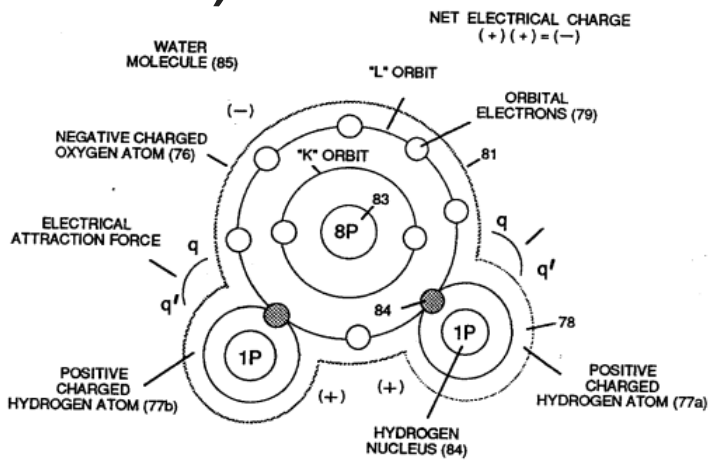 NET ELECTRICAL CHARGE
(+) (+) = (−)
WATER
MOLECULE (85)
"L" ORBIT
(−)
ORBITAL
ELECTRONS (79)
NEGATIVE CHARGED
OXYGEN ATOM (76)
"K" ORBIT
81
83
8P
ELECTRICAL
ATTRACTION FORCE
q
q'
q
q'
84
78
1P
1P
POSITIVE
CHARGED
HYDROGEN ATOM (77b)
(+)
(+)
POSITIVE
CHARGED
HYDROGEN ATOM (77a)
HYDROGEN
NUCLEUS (84)